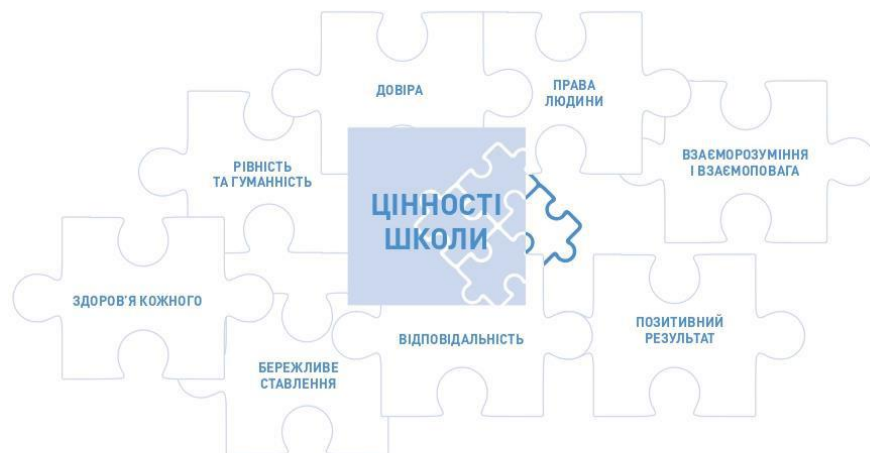 ДОВІРА
ПРАВА
ЛЮДИНИ
РІВНІСТЬ
ТА ГУМАННІСТЬ
ВЗАЄМОРОЗУМІННЯ
І ВЗАЄМОПОВАГА
ЦІННОСТІ
ШКОЛИ
ЗДОРОВ'Я КОЖНОГО
ВІДПОВІДАЛЬНІСТЬ
ПОЗИТИВНИЙ
РЕЗУЛЬТАТ
БЕРЕЖЛИВЕ
СТАВЛЕННЯ